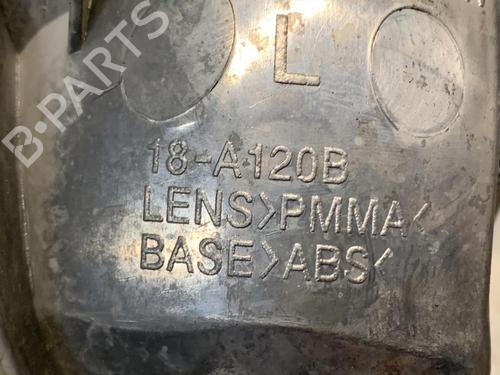 L
18-A120B
LENS>PMMA<
BASE>ABS<
B-PARTS